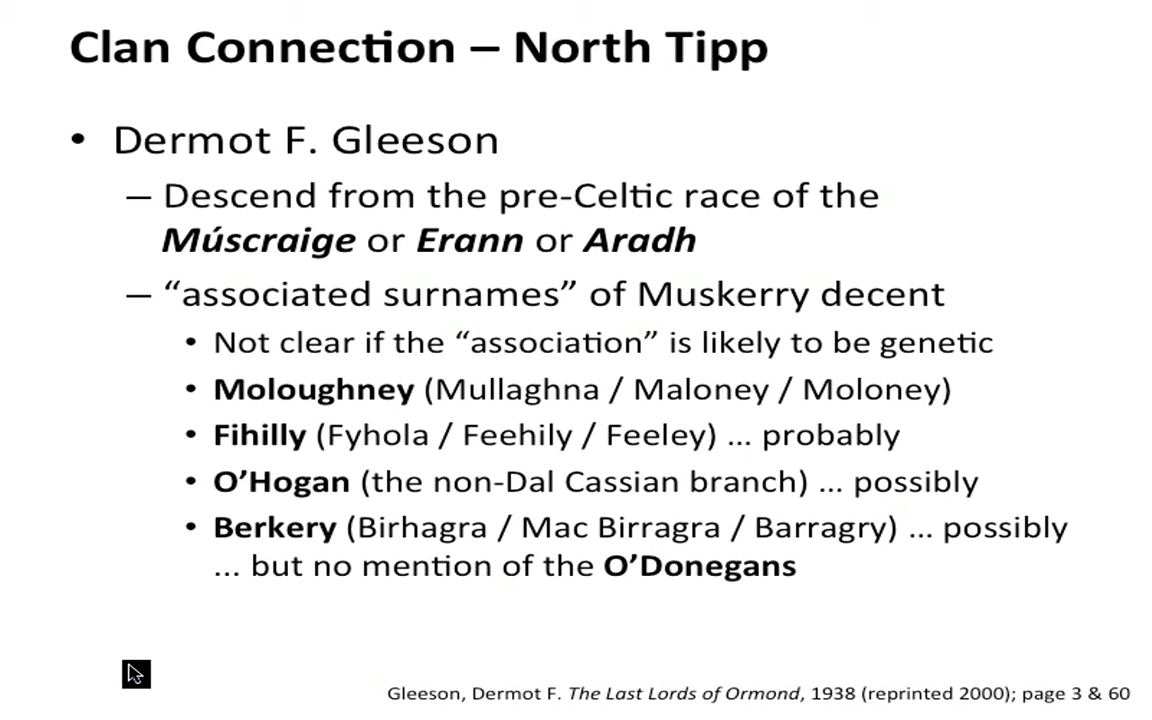 Clan Connection – North Tipp
• Dermot F. Gleeson
– Descend from the pre-Celtic race of the
Múscraige or Erann or Aradh
– “associated surnames” of Muskerry decent
• Not clear if the “association” is likely to be genetic
• Moloughney (Mullaghna / Maloney / Moloney)
• Fihilly (Fyhola / Feehily / Feeley) ... probably
• O’Hogan (the non-Dal Cassian branch) ... possibly
• Berkery (Birhagra / Mac Birragra / Barragry) ... possibly
... but no mention of the O’Donegans
Gleeson, Dermot F. The Last Lords of Ormond, 1938 (reprinted 2000); page 3 & 60